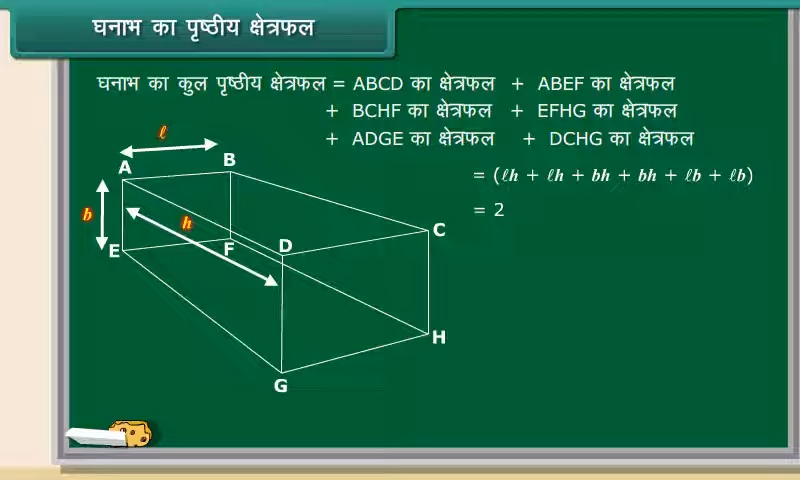 घनाभ का पृष्ठीय क्षेत्रफल
घनाभ का कुल पृष्ठीय क्षेत्रफल = ABCD का क्षेत्रफल + ABEF का क्षेत्रफल
+ BCHF का क्षेत्रफल + EFHG का क्षेत्रफल
+ ADGE का क्षेत्रफल + DCHG का क्षेत्रफल
= (ℓh + ℓh + bh + bh + ℓb + ℓb)
= 2
ℓ
A B
b h
E F D C
H
G